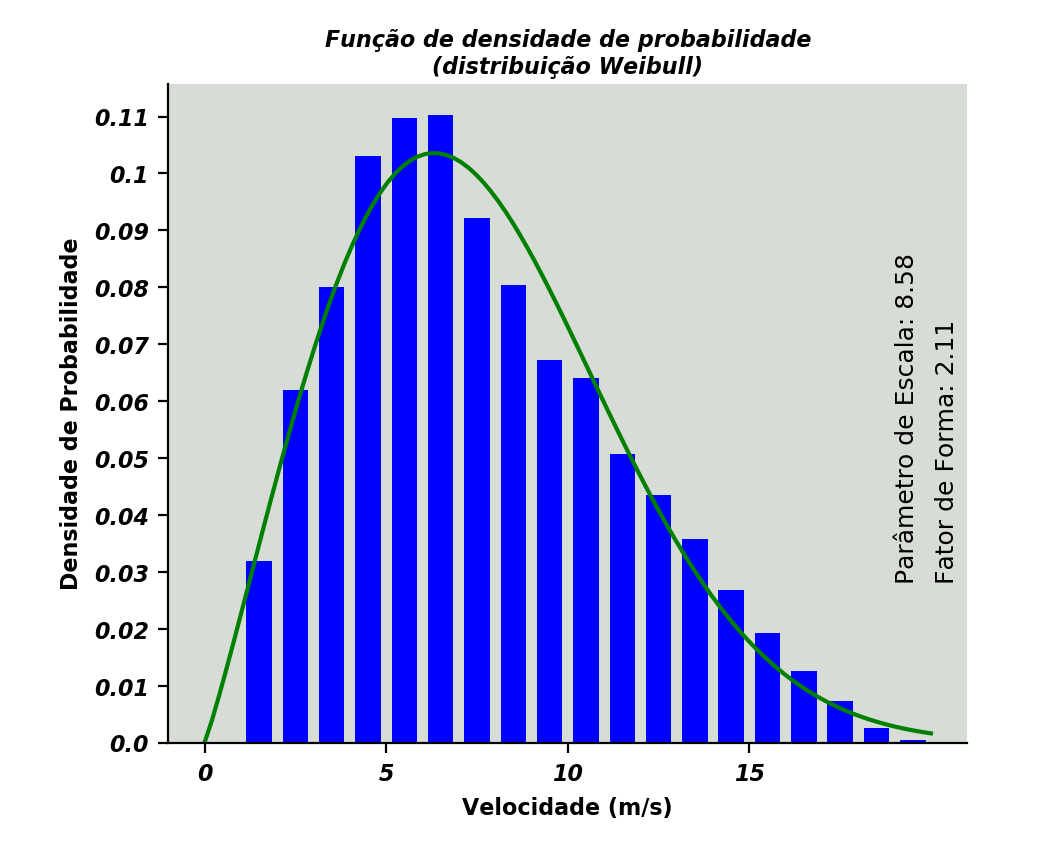 Função de densidade de probabilidade
(distribuição Weibull)
Densidade de Probabilidade
0.11
0.1
0.09
0.08
0.07
0.06
0.05
0.04
0.03
0.02
0.01
0.0
0 5 10 15
Velocidade (m/s)
Parâmetro de Escala: 8.58
Fator de Forma: 2.11